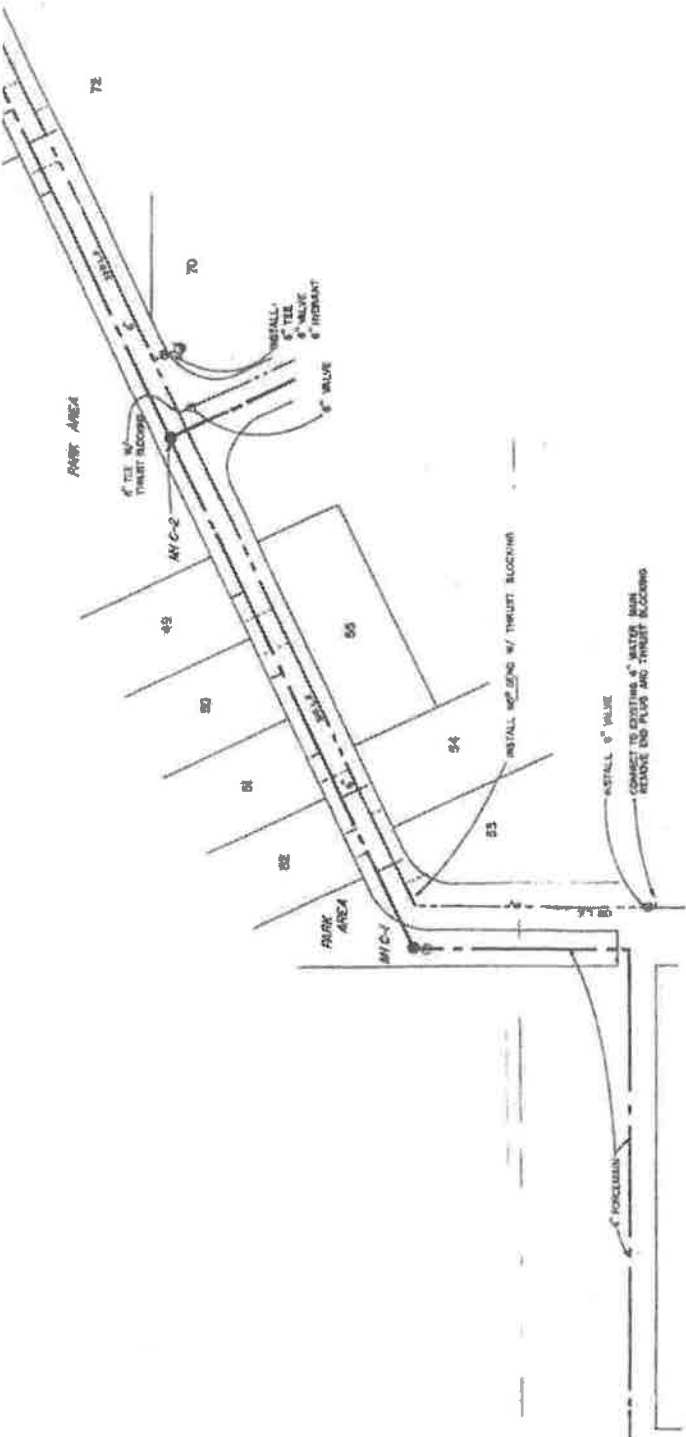 72
70
INSTALL:
6" TEE
6" VALVE
6" HYDRANT
6" VALVE
PARK AREA
6" TEE W/
THRUST BLOCKING
MH C-2
49
50
51
52
55
54
53
PARK
AREA
MH C-1
BEND W/ THRUST BLOCKING
INSTALL 6" VALVE
CONNECT TO EXISTING 6" WATER MAIN
REMOVE END PLUG AND THRUST BLOCKING
FORCEMAIN